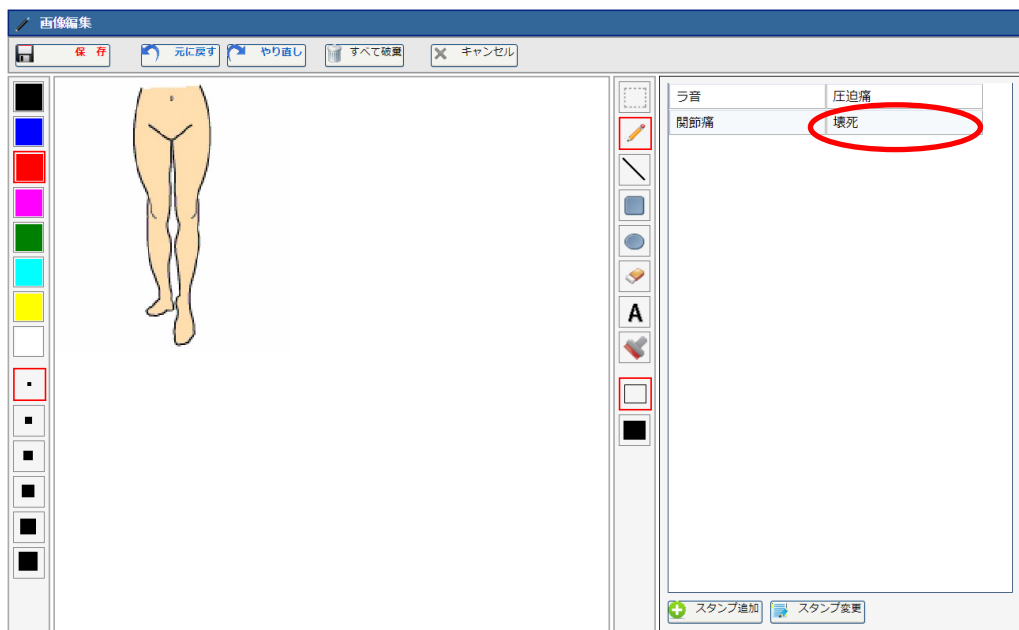 画像編集
保 存 元に戻す やり直し すべて破棄 キャンセル
ラ音 圧迫痛
関節痛 壊死
A
スタンプ追加 スタンプ変更